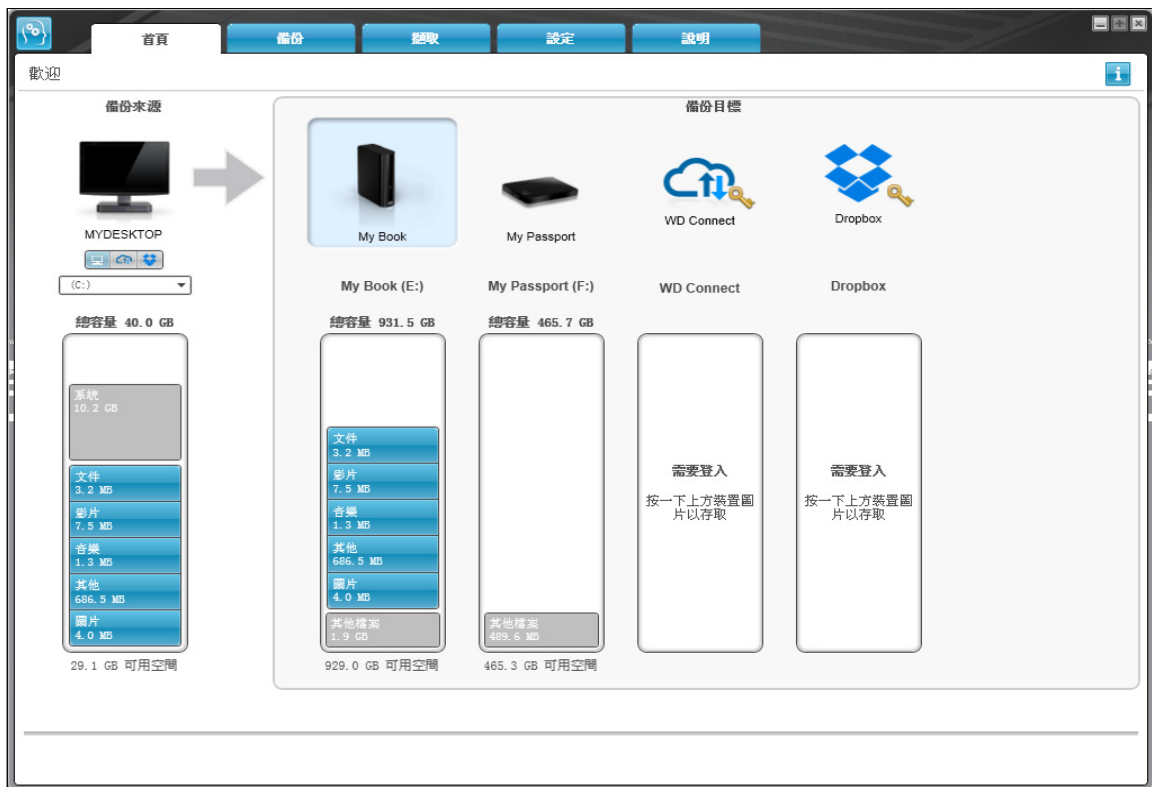 首頁
備份
擷取
設定
說明
歡迎
備份來源
MYDESKTOP
(C:)
總容量 40.0 GB
系統
10.2 GB
文件
3.2 MB
影片
7.5 MB
音樂
1.3 MB
其他
686.5 MB
圖片
4.0 MB
29.1 GB 可用空間
備份目標
My Book
My Passport
WD Connect
Dropbox
My Book (E:)
My Passport (F:)
WD Connect
Dropbox
總容量 931.5 GB
文件
3.2 MB
影片
7.5 MB
音樂
1.3 MB
其他
686.5 MB
圖片
4.0 MB
其他檔案
1.9 GB
929.0 GB 可用空間
總容量 465.7 GB
其他檔案
489.6 MB
465.3 GB 可用空間
需要登入
按一下上方裝置圖
片以存取
需要登入
按一下上方裝置圖
片以存取